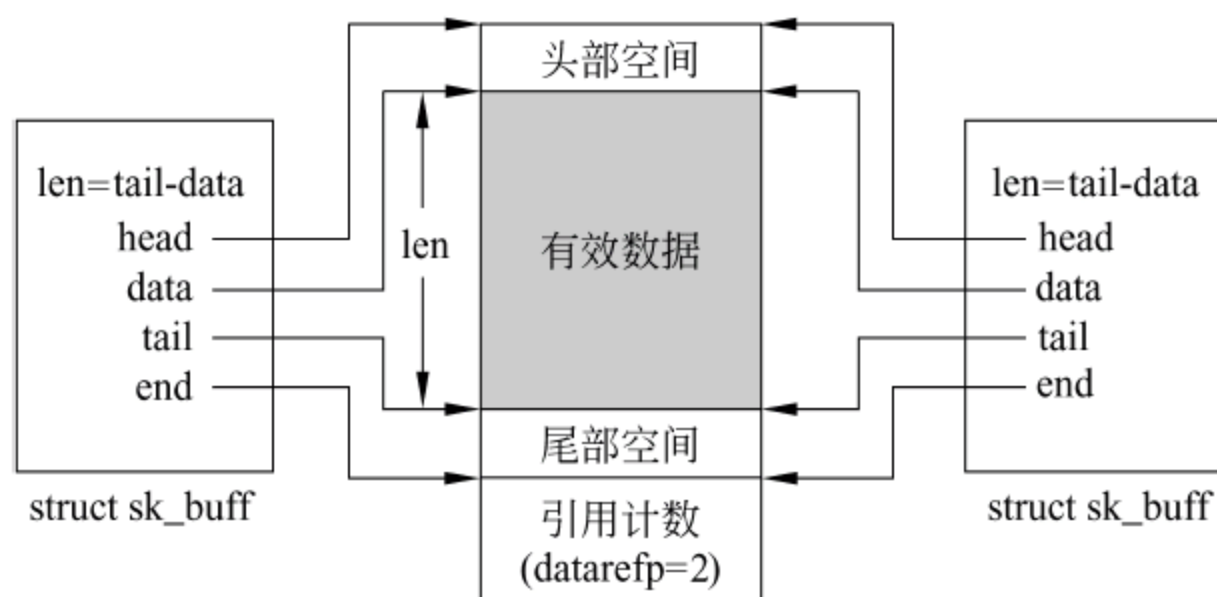 头部空间
len=tail-data
head
data
tail
end
struct sk_buff
len
有效数据
尾部空间
引用计数
(datarefp=2)
len=tail-data
head
data
tail
end
struct sk_buff